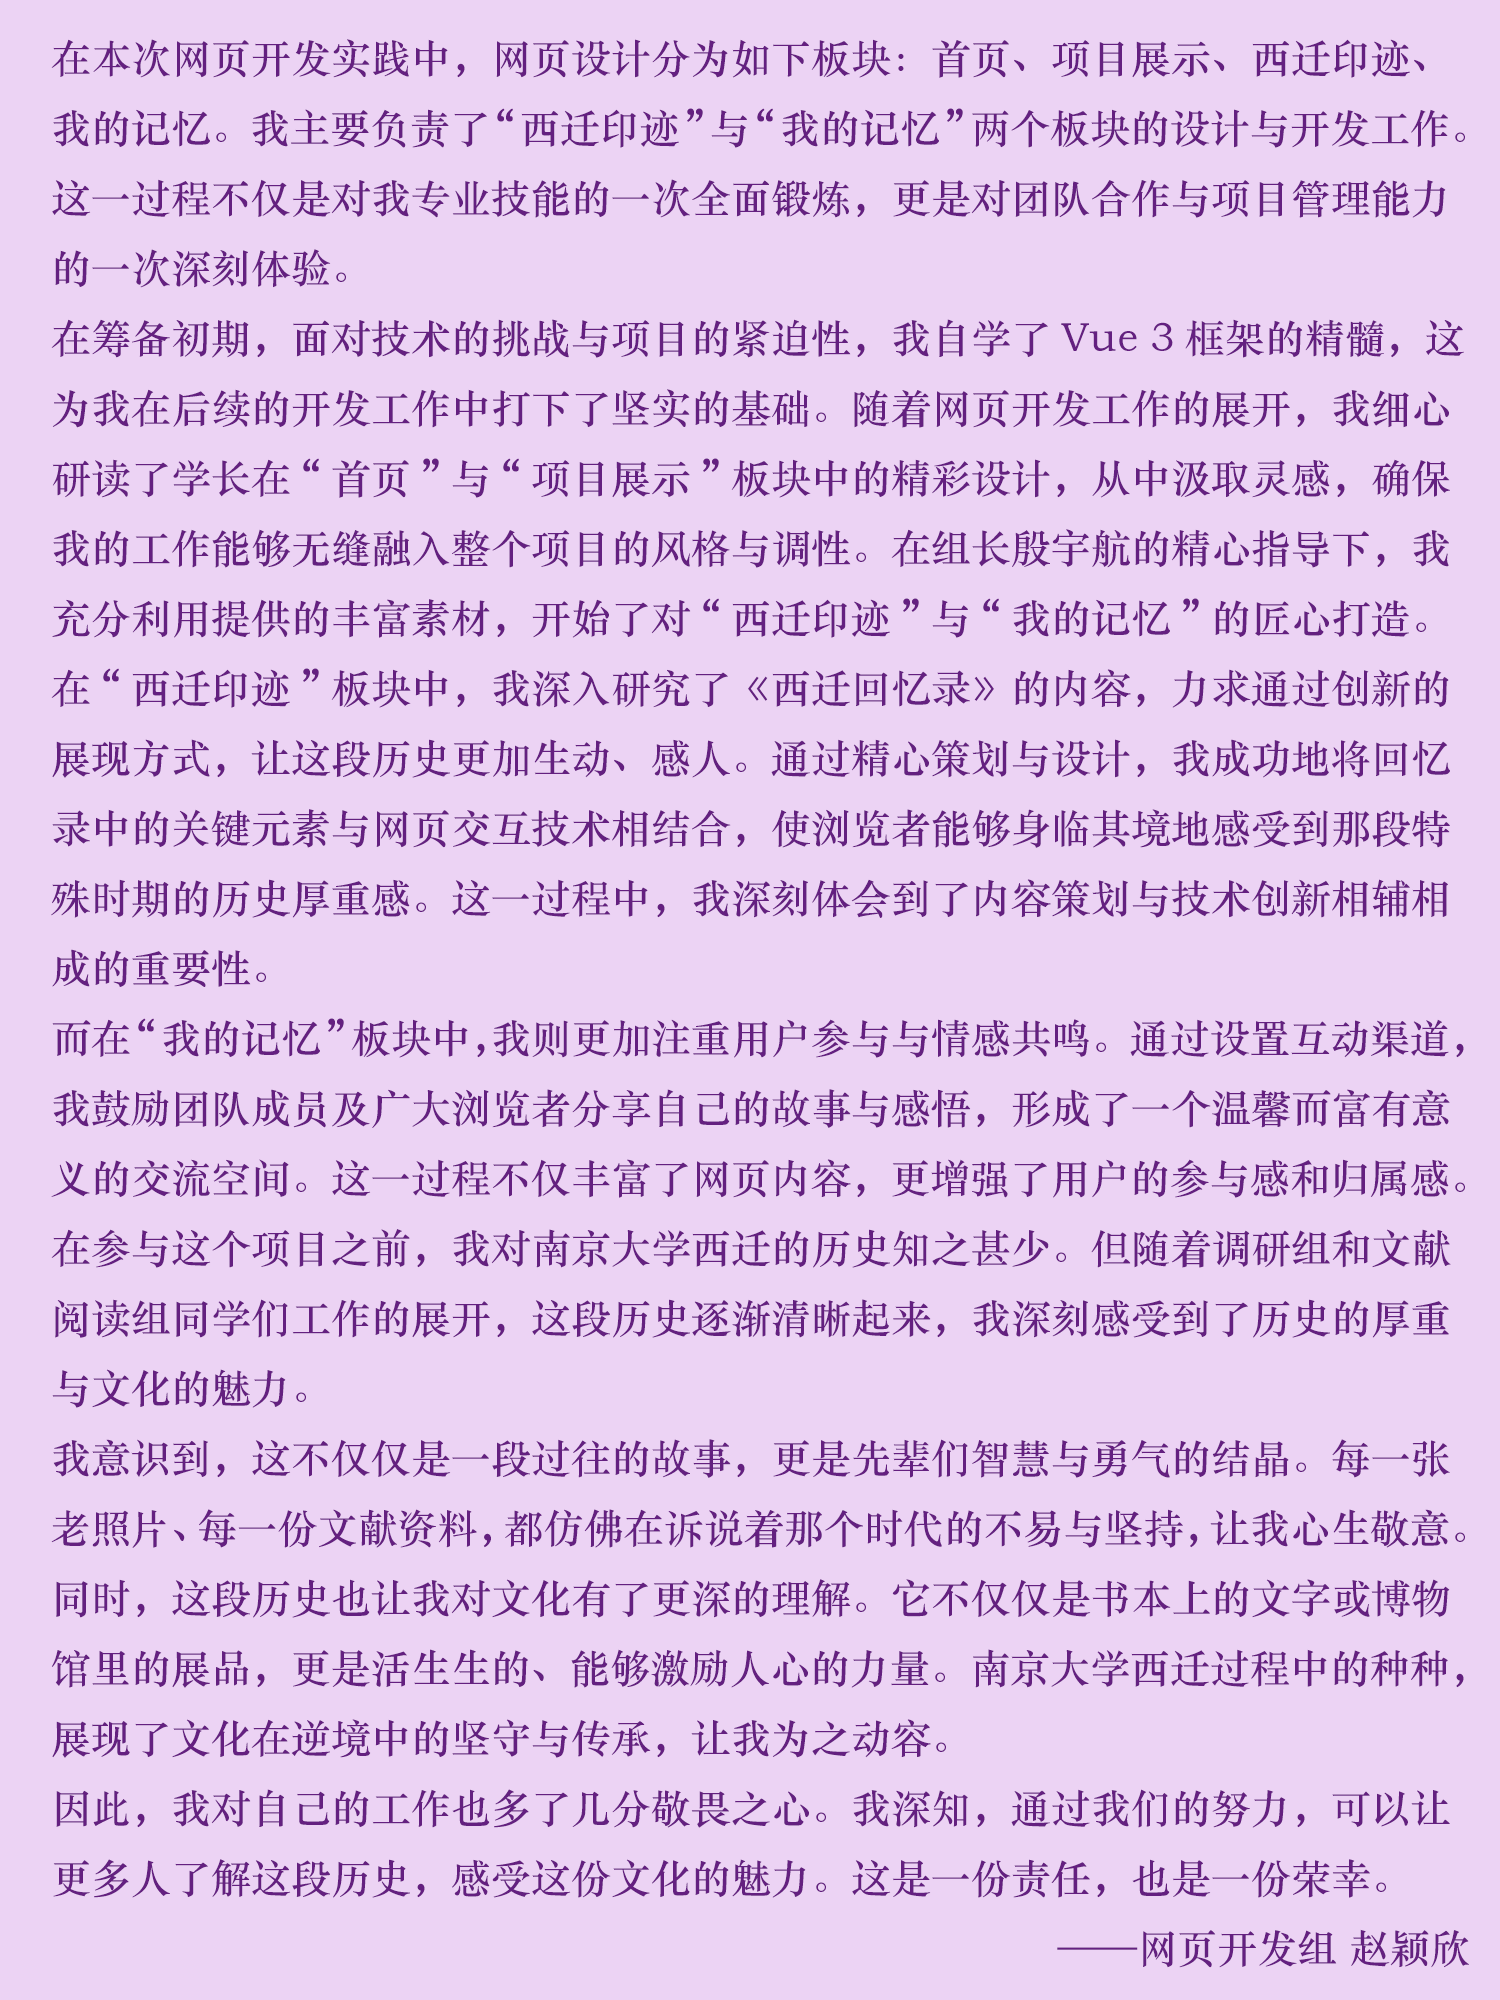 在本次网页开发实践中，网页设计分为如下板块：首页、项目展示、西迁印迹、
我的记忆。我主要负责了“西迁印迹”与“我的记忆”两个板块的设计与开发工作。
这一过程不仅是对我专业技能的一次全面锻炼，更是对团队合作与项目管理能力
的一次深刻体验。
在筹备初期，面对技术的挑战与项目的紧迫性，我自学了 Vue 3 框架的精髓，这
为我在后续的开发工作中打下了坚实的基础。随着网页开发工作的展开，我细心
研读了学长在“首页”与“项目展示”板块中的精彩设计，从中汲取灵感，确保
我的工作能够无缝融入整个项目的风格与调性。在组长殷宇航的精心指导下，我
充分利用提供的丰富素材，开始了对“西迁印迹”与“我的记忆”的匠心打造。
在“西迁印迹”板块中，我深入研究了《西迁回忆录》的内容，力求通过创新的
展现方式，让这段历史更加生动、感人。通过精心策划与设计，我成功地将回忆
录中的关键元素与网页交互技术相结合，使浏览者能够身临其境地感受到那段特
殊时期的历史厚重感。这一过程中，我深刻体会到了内容策划与技术创新相辅相
成的重要性。
而在“我的记忆”板块中，我则更加注重用户参与与情感共鸣。通过设置互动渠道，
我鼓励团队成员及广大浏览者分享自己的故事与感悟，形成了一个温馨而富有意
义的交流空间。这一过程不仅丰富了网页内容，更增强了用户的参与感和归属感。
在参与这个项目之前，我对南京大学西迁的历史知之甚少。但随着调研组和文献
阅读组同学们工作的展开，这段历史逐渐清晰起来，我深刻感受到了历史的厚重
与文化的魅力。
我意识到，这不仅仅是一段过往的故事，更是先辈们智慧与勇气的结晶。每一张
老照片、每一份文献资料，都仿佛在诉说着那个时代的不易与坚持，让我心生敬意。
同时，这段历史也让我对文化有了更深的理解。它不仅仅是书本上的文字或博物
馆里的展品，更是活生生的、能够激励人心的力量。南京大学西迁过程中的种种，
展现了文化在逆境中的坚守与传承，让我为之动容。
因此，我对自己的工作也多了几分敬畏之心。我深知，通过我们的努力，可以让
更多人了解这段历史，感受这份文化的魅力。这是一份责任，也是一份荣幸。
——网页开发组 赵颖欣